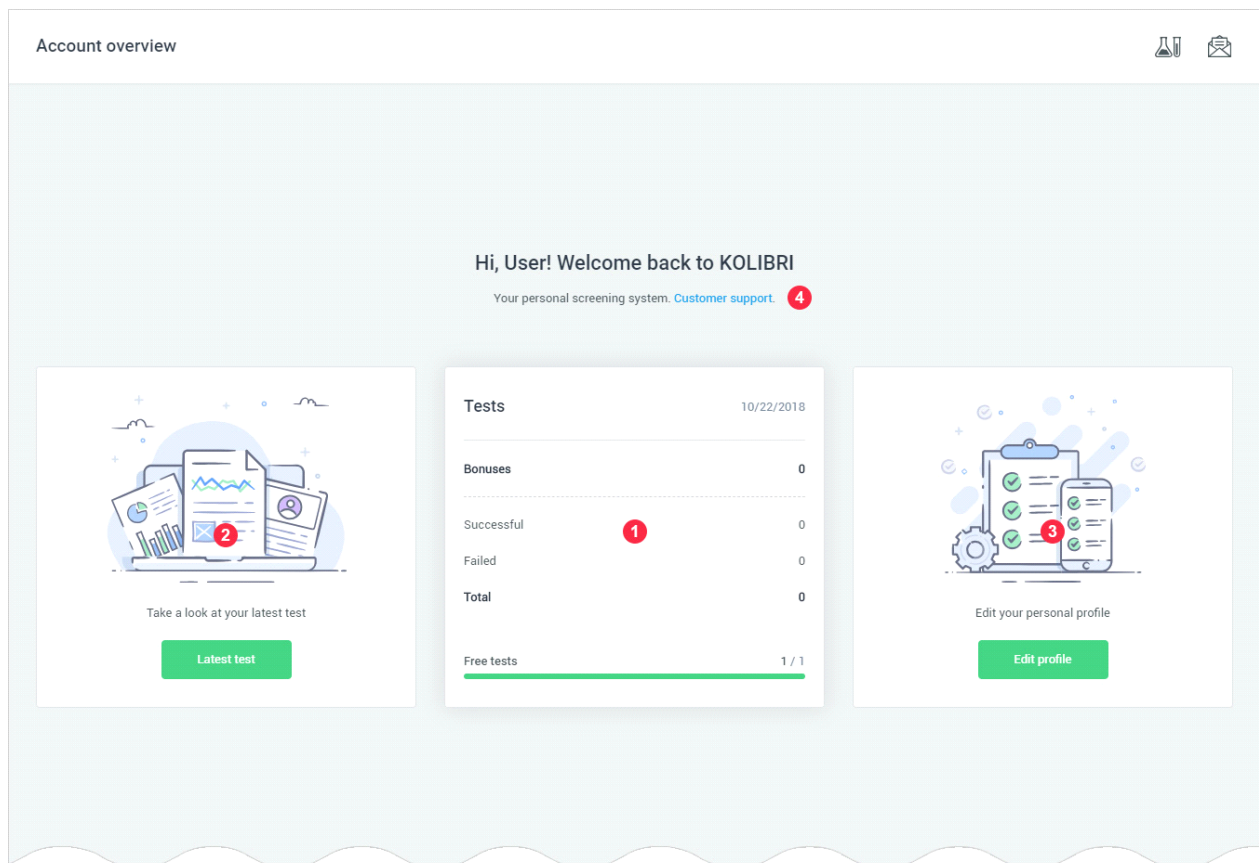 Account overview
Hi, User! Welcome back to KOLIBRI
Your personal screening system. Customer support. 4
Tests 10/22/2018
Bonuses 0
Successful 0
1
Failed 0
Total 0
Free tests 1 / 1
2
Take a look at your latest test
Latest test
3
Edit your personal profile
Edit profile